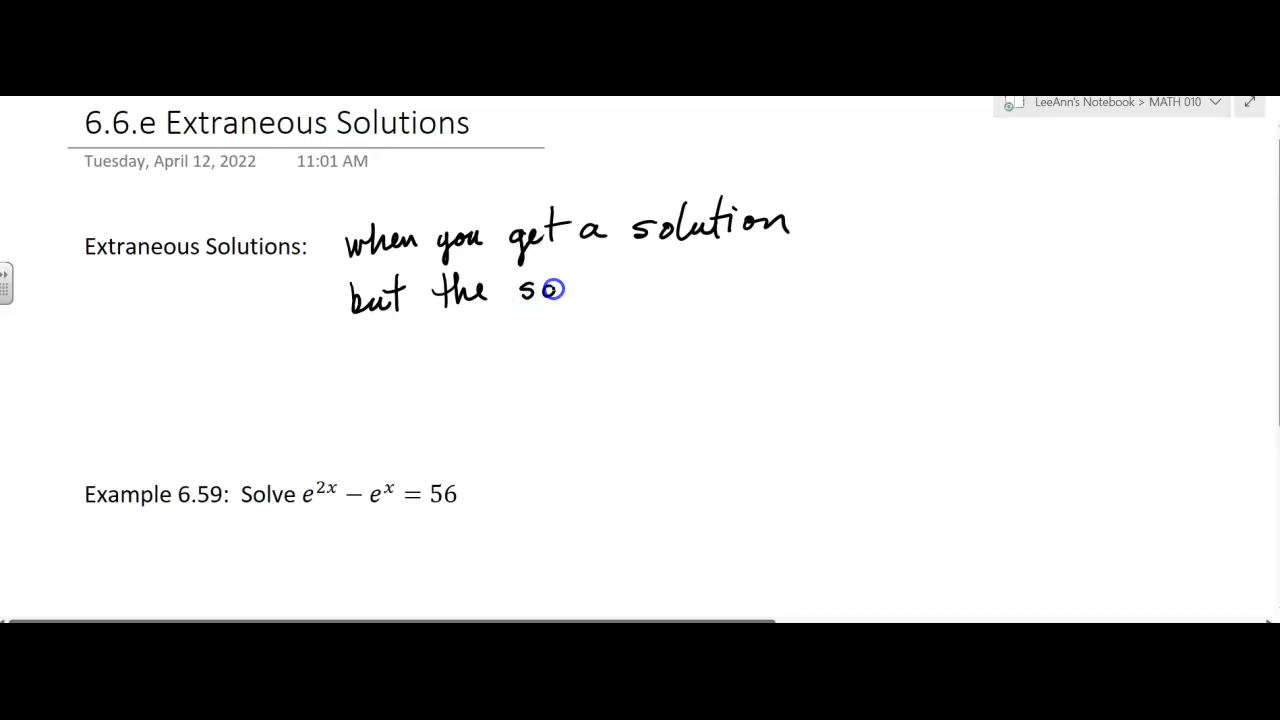 LeeAnn's Notebook > MATH 010
6.6.e Extraneous Solutions
Tuesday, April 12, 2022 11:01 AM
Extraneous Solutions: when you get a solution
but the so
Example 6.59: Solve e^{2x} − e^x = 56